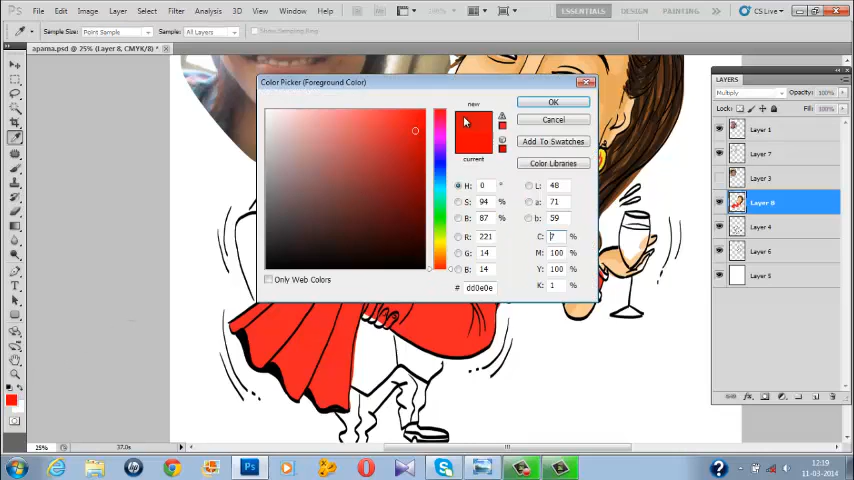 Ps File Edit Image Layer Select Filter Analysis 3D View Window Help ESSENTIALS DESIGN PAINTING CS Live
Sample Size: Point Sample Sample: All Layers Show Sampling Ring
apama.psd @ 25% (Layer 8, CMYK/8) *
Color Picker (Foreground Color)
new
current
OK
Cancel
Add To Swatches
Color Libraries
H: 0 °
S: 94 %
B: 87 %
R: 221
G: 14
B: 14
# dd0e0e
L: 48
a: 71
b: 59
C: 7 %
M: 100 %
Y: 100 %
K: 1 %
Only Web Colors
LAYERS
Multiply Opacity: 100%
Lock: Fill: 100%
Layer 1
Layer 7
Layer 3
Layer 8
Layer 4
Layer 6
Layer 5
25%
12:19
11-03-2014